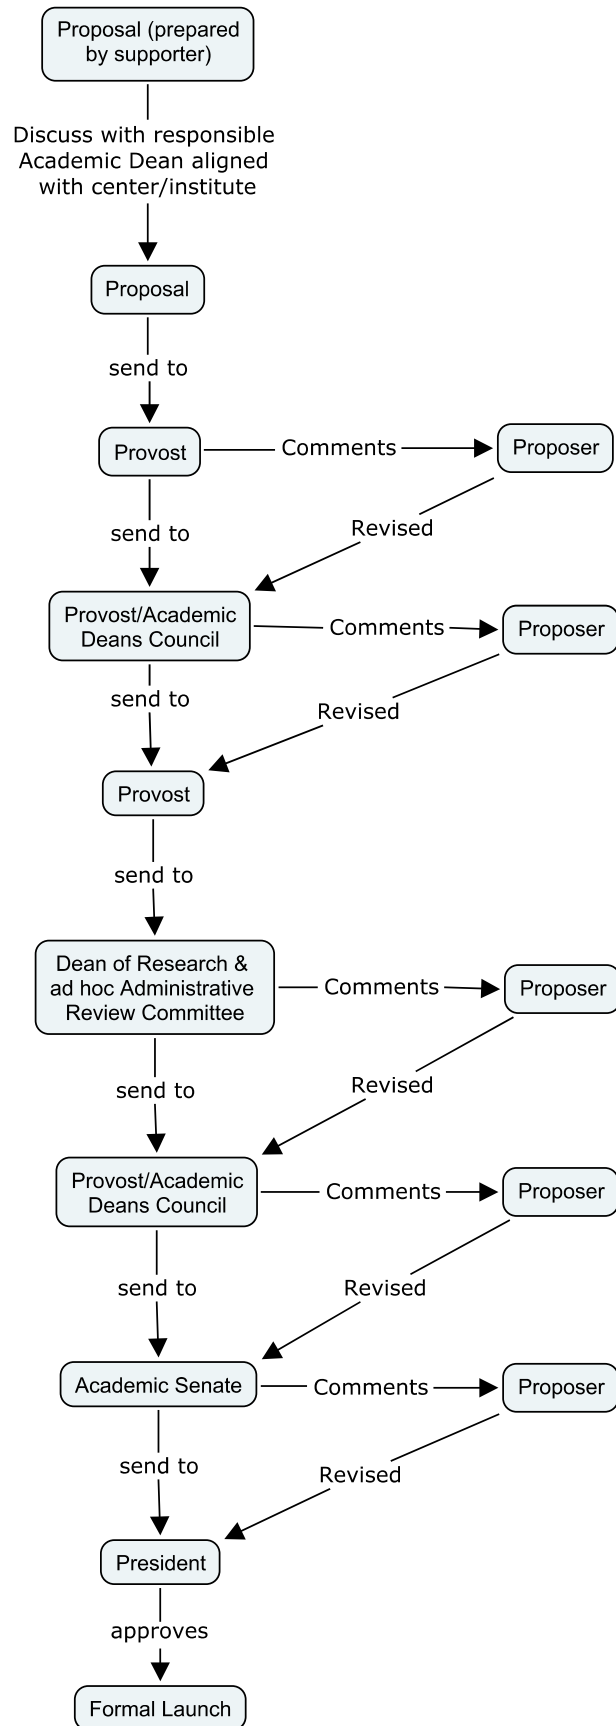 Proposal (prepared
by supporter)
Discuss with responsible
Academic Dean aligned
with center/institute
Proposal
send to
Provost
Comments
Proposer
send to
Revised
Provost/Academic
Deans Council
Comments
Proposer
send to
Revised
Provost
send to
Dean of Research &
ad hoc Administrative
Review Committee
Comments
Proposer
send to
Revised
Provost/Academic
Deans Council
Comments
Proposer
send to
Revised
Academic Senate
Comments
Proposer
send to
Revised
President
approves
Formal Launch